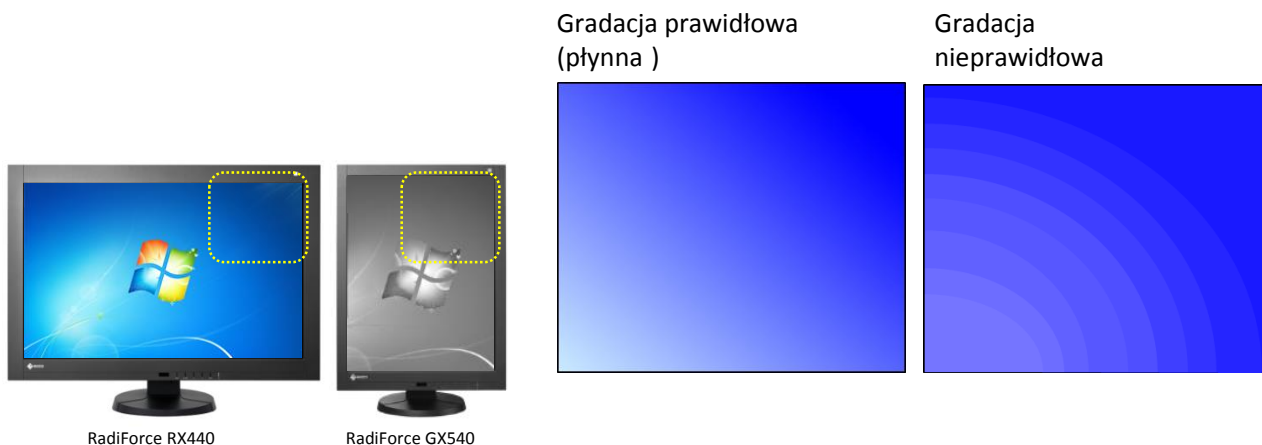 Gradacja prawidłowa
(płynna )
Gradacja
nieprawidłowa
RadiForce RX440
RadiForce GX540